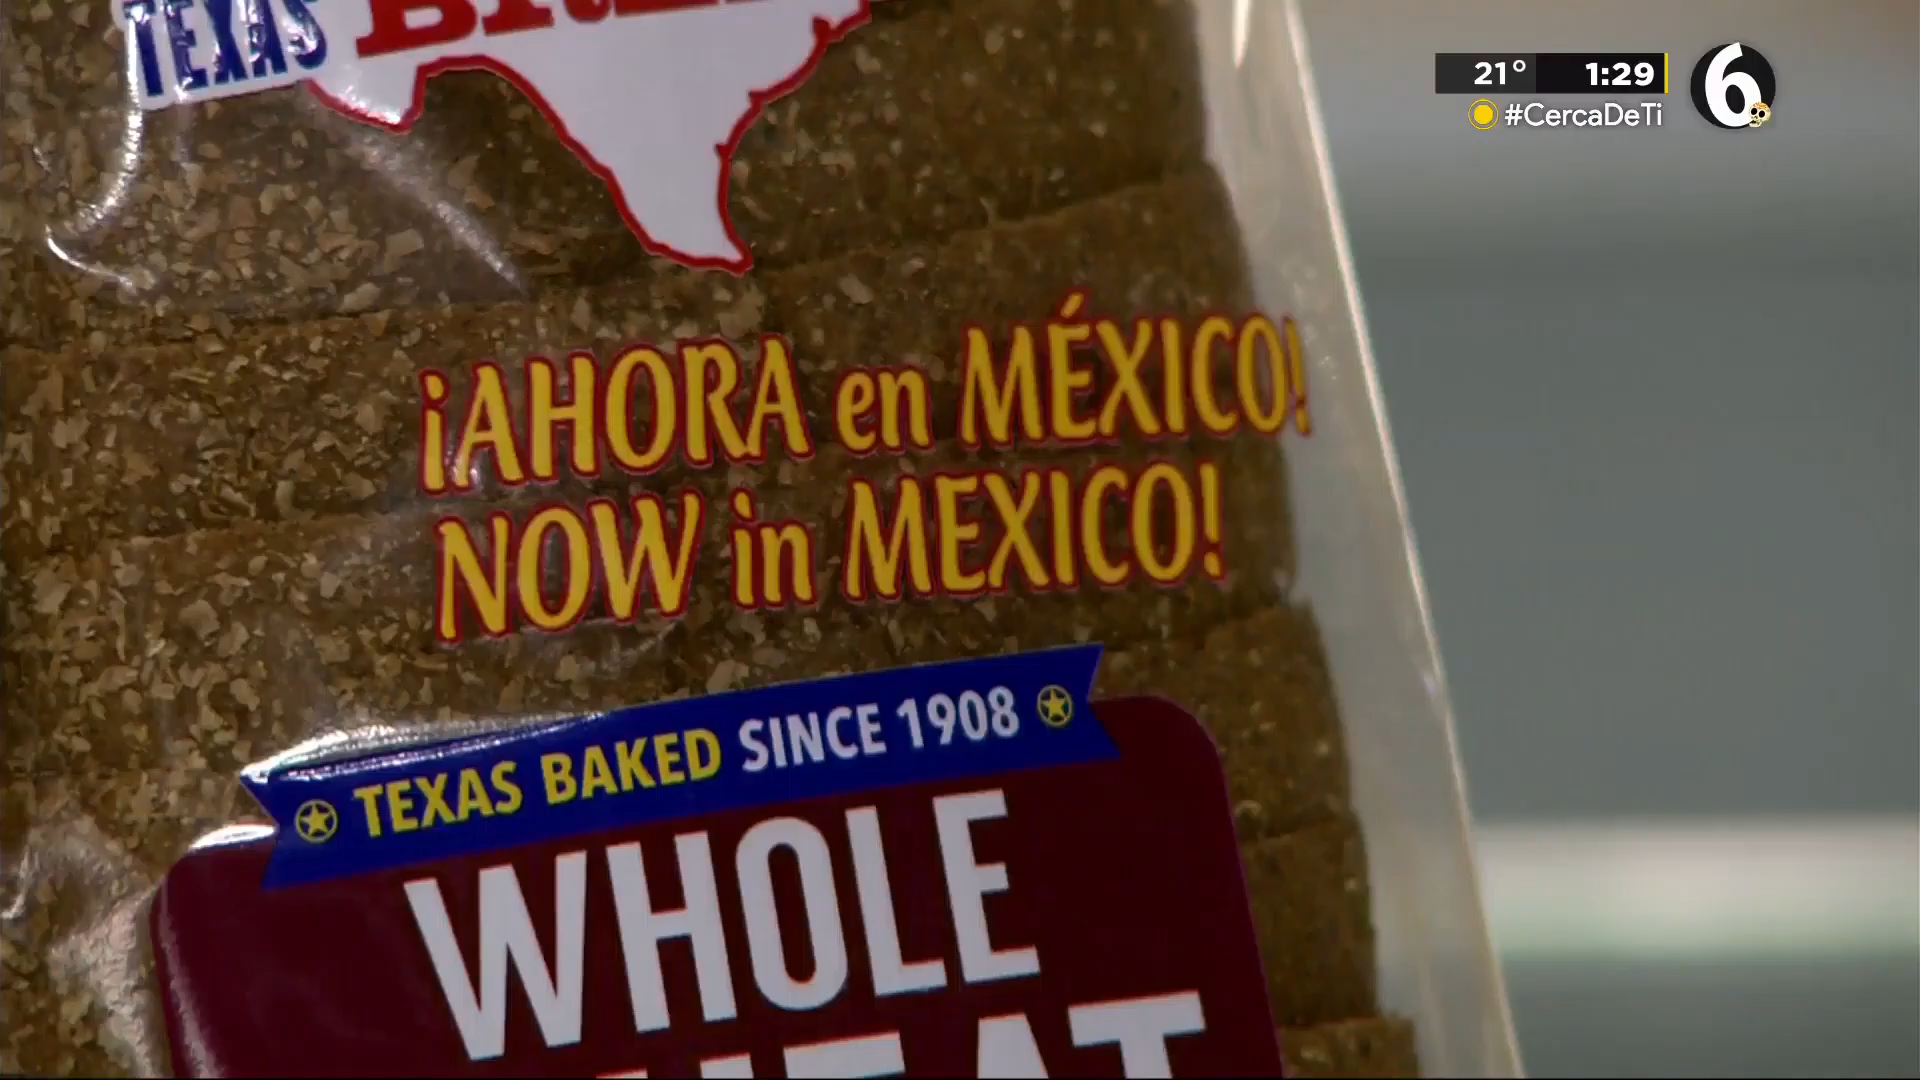 TEXAS
21° 1:29
#CercaDeTi
6
¡AHORA en MÉXICO!
NOW in MEXICO!
TEXAS BAKED SINCE 1908
WHOLE